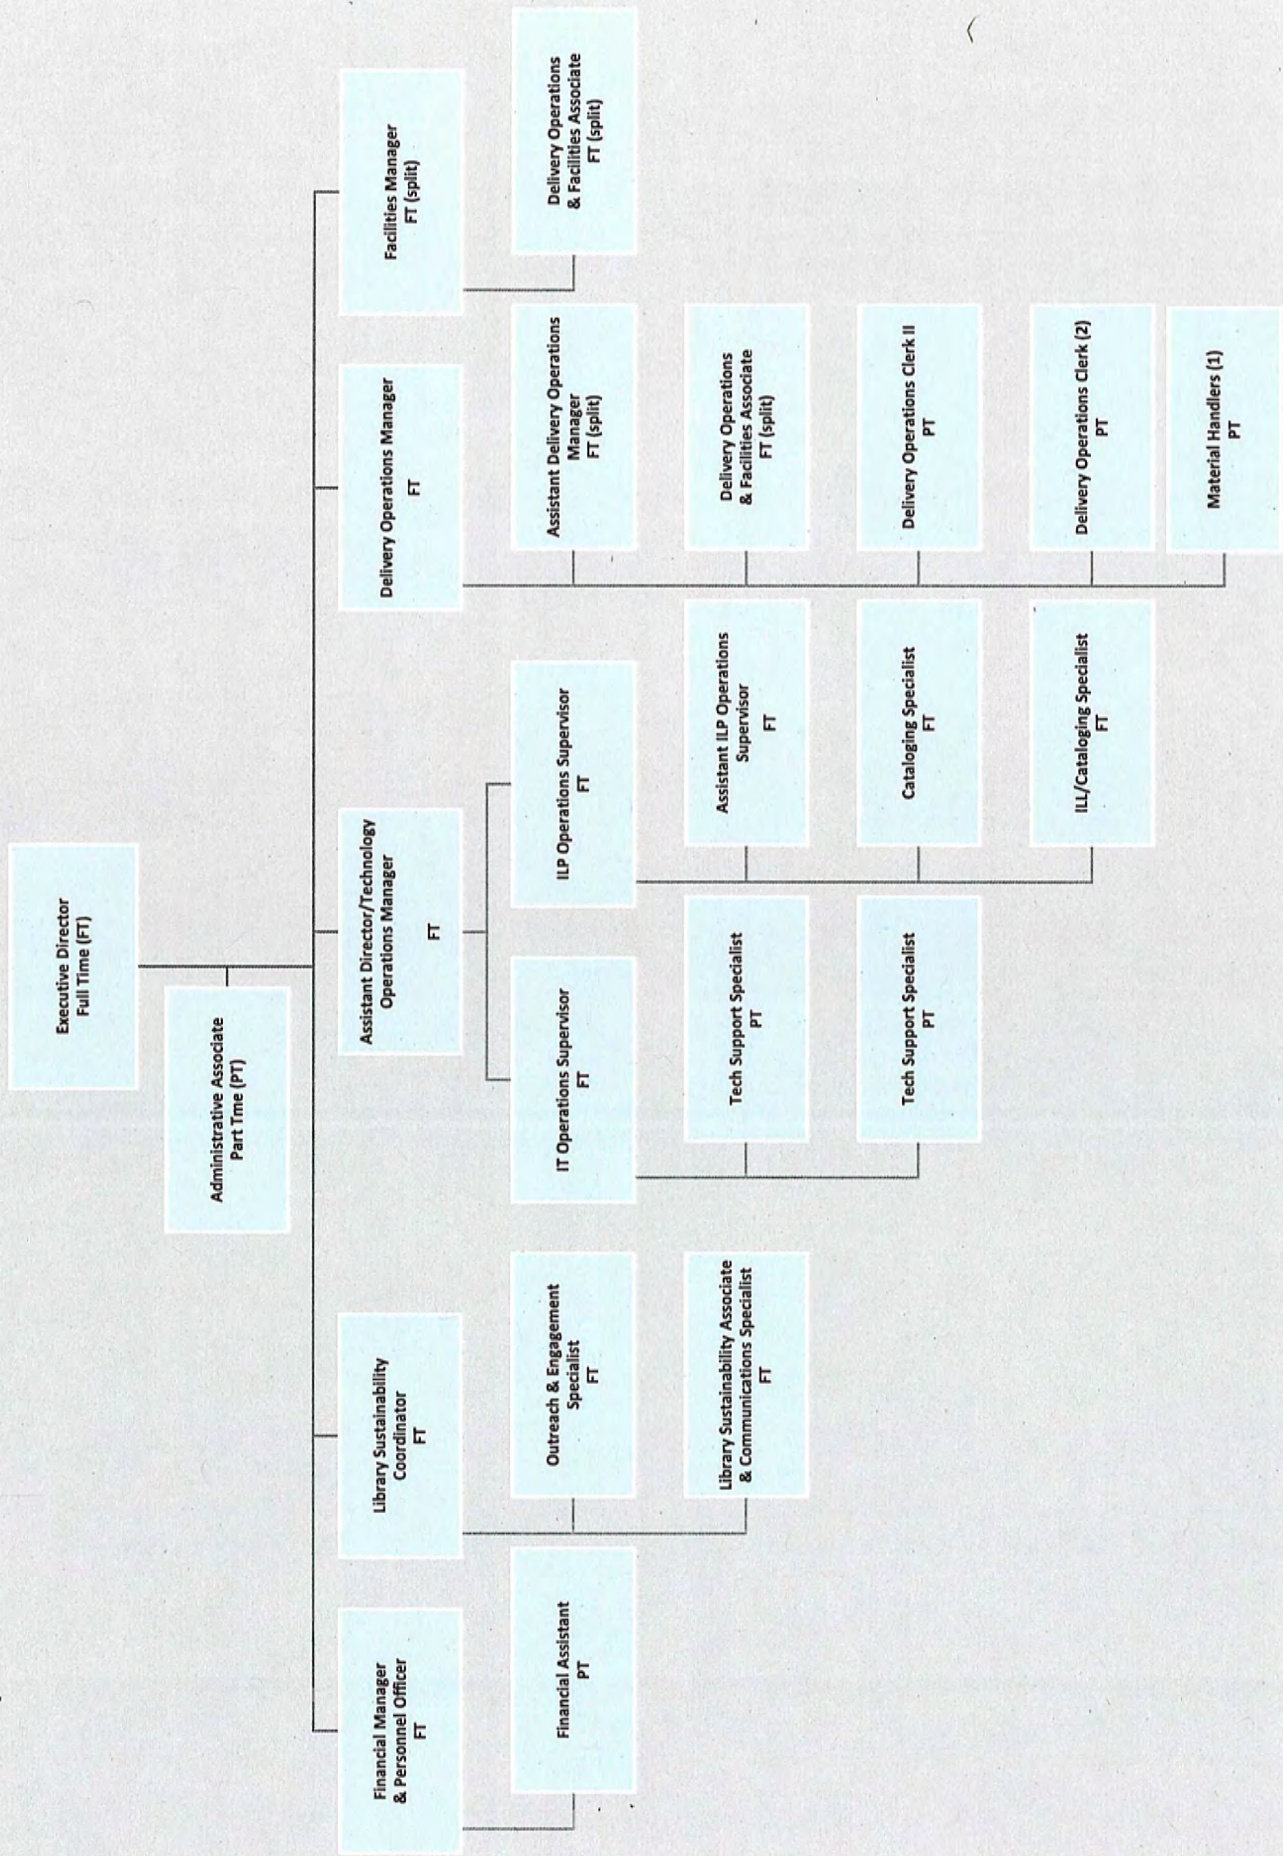 Executive Director
Full Time (FT)
Administrative Associate
Part Tme (PT)
Financial Manager
& Personnel Officer
FT
Financial Assistant
PT
Library Sustainability
Coordinator
FT
Outreach & Engagement
Specialist
FT
Library Sustainability Associate
& Communications Specialist
FT
Assistant Director/Technology
Operations Manager
FT
IT Operations Supervisor
FT
Tech Support Specialist
PT
Tech Support Specialist
PT
ILP Operations Supervisor
FT
Assistant ILP Operations
Supervisor
FT
Cataloging Specialist
FT
ILL/Cataloging Specialist
FT
Delivery Operations Manager
FT
Assistant Delivery Operations
Manager
FT (split)
Delivery Operations
& Facilities Associate
FT (split)
Delivery Operations Clerk II
PT
Delivery Operations Clerk (2)
PT
Material Handlers (1)
PT
Facilities Manager
FT (split)
Delivery Operations
& Facilities Associate
FT (split)